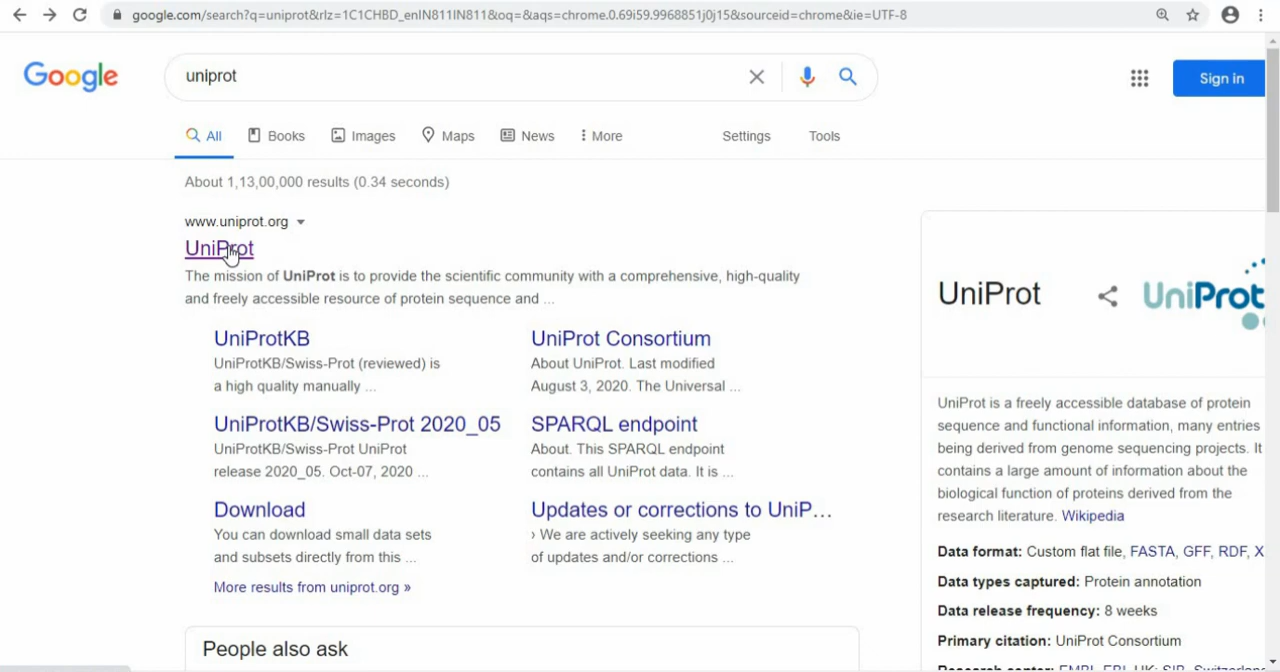 google.com/search?q=uniprot&rlz=1C1CHBD_enIN811IN811&oq=&aqs=chrome.0.69i59.9968851j0j15&sourceid=chrome&ie=UTF-8
Google
uniprot
Sign in
All
Books
Images
Maps
News
More
Settings
Tools
About 1,13,00,000 results (0.34 seconds)
www.uniprot.org
UniProt
The mission of UniProt is to provide the scientific community with a comprehensive, high-quality
and freely accessible resource of protein sequence and ...
UniProtKB
UniProtKB/Swiss-Prot (reviewed) is
a high quality manually ...
UniProt Consortium
About UniProt. Last modified
August 3, 2020. The Universal ...
UniProtKB/Swiss-Prot 2020_05
UniProtKB/Swiss-Prot UniProt
release 2020_05. Oct-07, 2020 ...
SPARQL endpoint
About. This SPARQL endpoint
contains all UniProt data. It is ...
Download
You can download small data sets
and subsets directly from this ...
Updates or corrections to UniP...
› We are actively seeking any type
of updates and/or corrections ...
More results from uniprot.org »
People also ask
UniProt
UniProt
UniProt is a freely accessible database of protein
sequence and functional information, many entries
being derived from genome sequencing projects. It
contains a large amount of information about the
biological function of proteins derived from the
research literature. Wikipedia
Data format: Custom flat file, FASTA, GFF, RDF, X
Data types captured: Protein annotation
Data release frequency: 8 weeks
Primary citation: UniProt Consortium
Research center: EMBL-EBI, UK; SIB, Switzerland